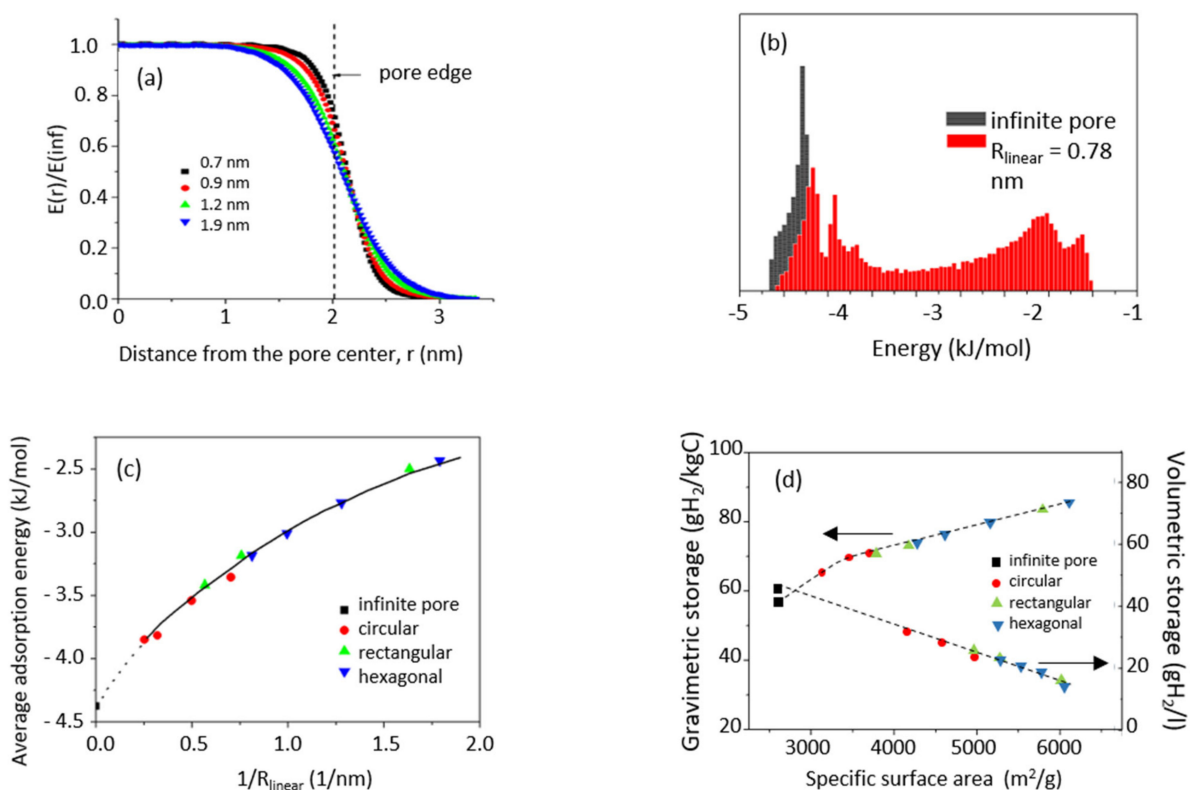 (a)
pore edge
E(r)/E(inf)
1.0
0.8
0.6
0.4
0.2
0.0
0.7 nm
0.9 nm
1.2 nm
1.9 nm
0
1
2
3
Distance from the pore center, r (nm)
(b)
infinite pore
R_linear = 0.78
nm
-5
-4
-3
-2
-1
Energy (kJ/mol)
(c)
Average adsorption energy (kJ/mol)
- 2.5
- 3.0
- 3.5
- 4.0
- 4.5
infinite pore
circular
rectangular
hexagonal
0.0
0.5
1.0
1.5
2.0
1/R_linear (1/nm)
(d)
Gravimetric storage (gH₂/kgC)
100
80
60
40
20
infinite pore
circular
rectangular
hexagonal
80
60
40
20
0
Volumetric storage (gH₂/l)
3000
4000
5000
6000
Specific surface area (m²/g)